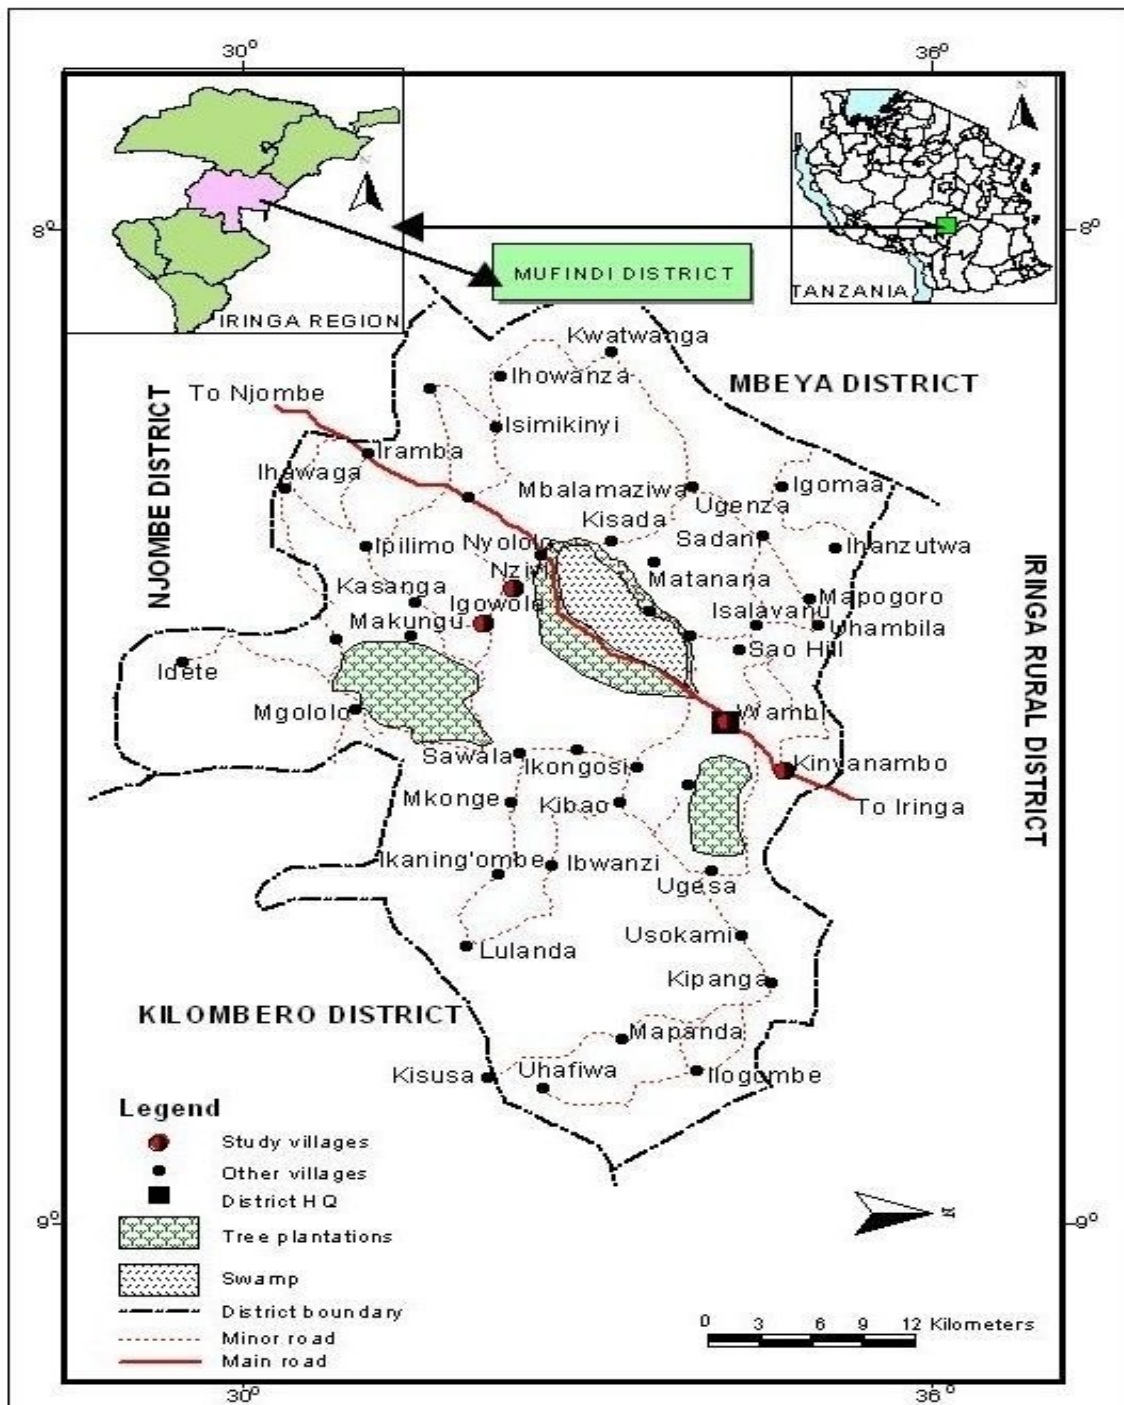 30°
36°
8°
8°
IRINGA REGION
TANZANIA
MUFINDI DISTRICT
Kwatwanga
Ihowanza
MBEYA DISTRICT
To Njombe
NJOMBE DISTRICT
Isimikinyi
Iramba
Ihawaga
Mbalamaziwa
Igomaa
Ugenza
Kisada
Sadani
Ihanzutwa
Ipilimo
Nyololo
Nzivi
Matanana
Kasanga
Igowole
Mapogoro
Isalavanu
Makungu
Uhambila
Sao Hill
Idete
IRINGA RURAL DISTRICT
Mgololo
Wambi
Sawala
Ikongosi
Kinyanambo
Mkonge
Kibao
To Iringa
Ikaning'ombe
Ibwanzi
Ugesa
Usokami
Lulanda
Kipanga
KILOMBERO DISTRICT
Mapanda
Kisusa
Uhafiwa
Ilogombe
Legend
Study villages
Other villages
District HQ
Tree plantations
Swamp
District boundary
Minor road
Main road
N
9°
9°
0 3 6 9 12 Kilometers
30°
36°